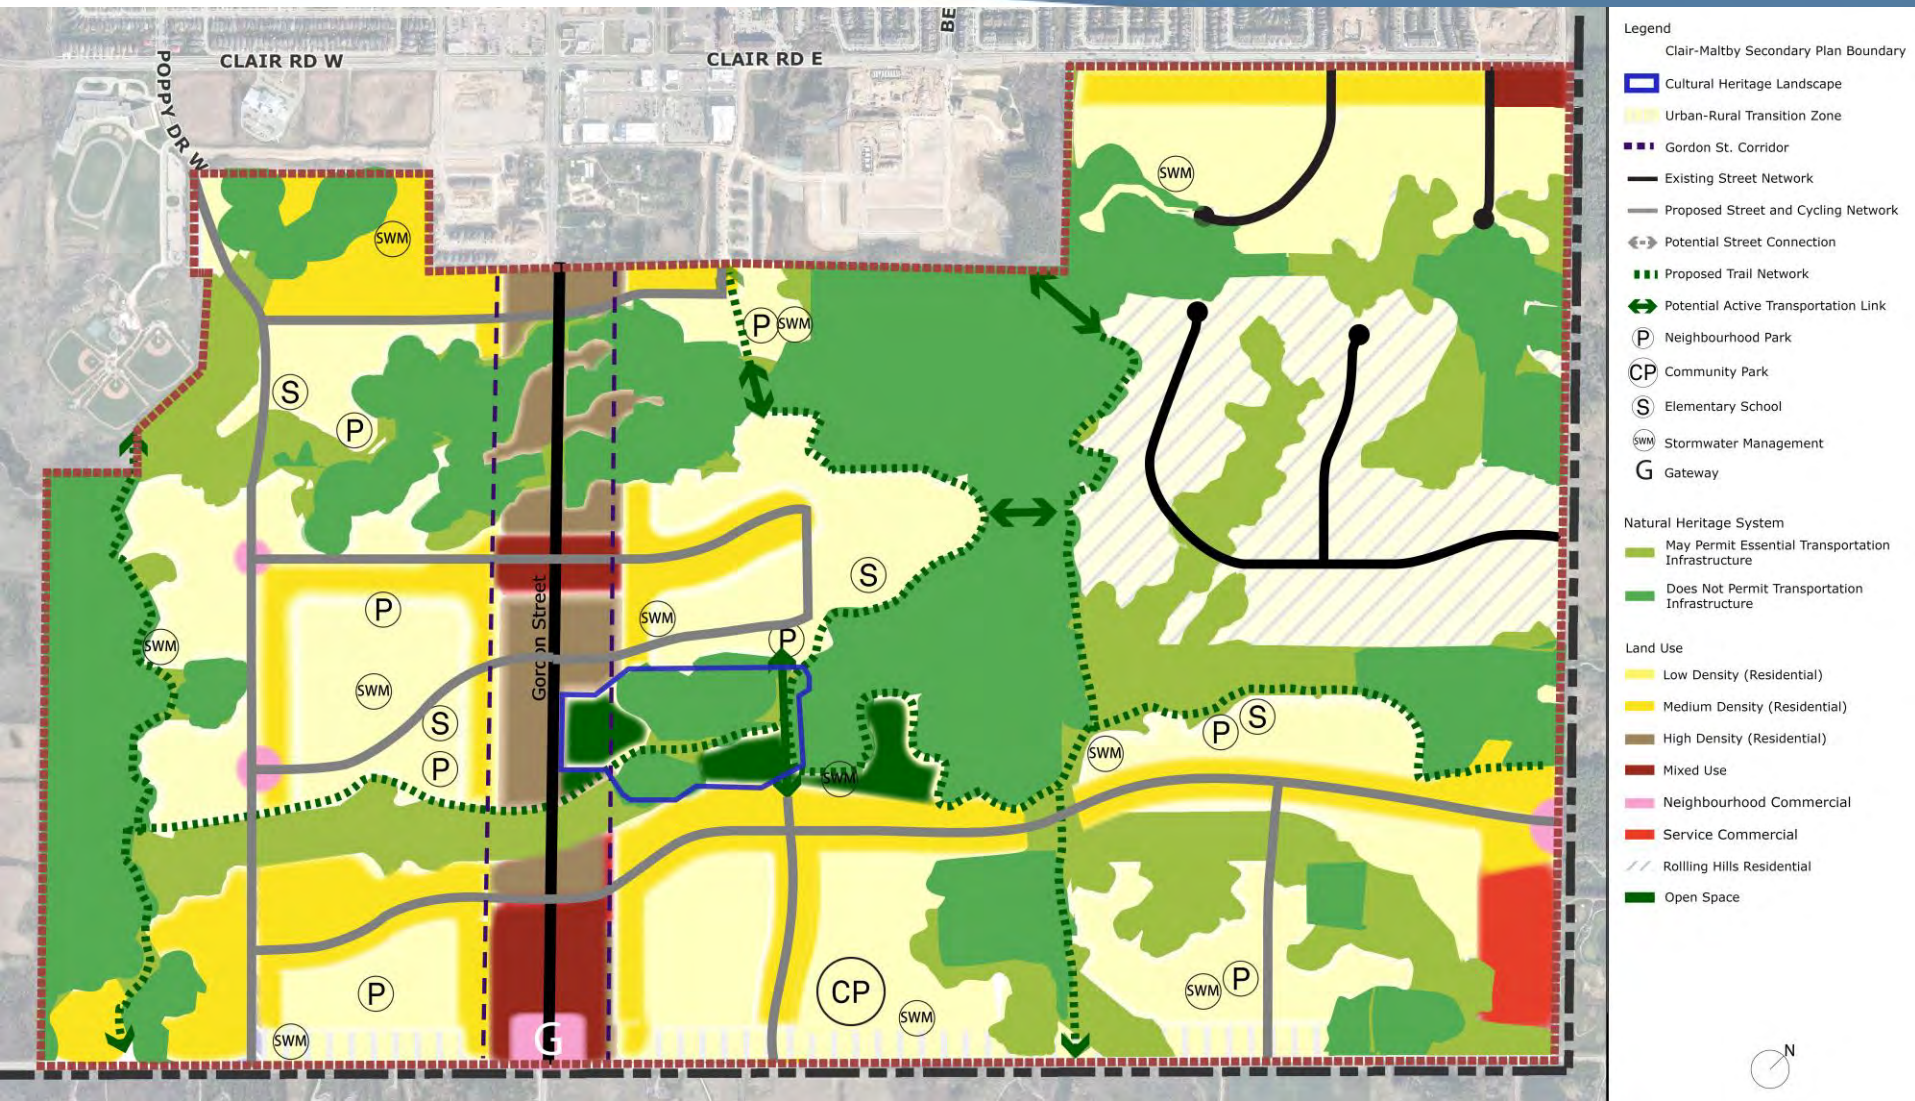 CLAIR RD W
CLAIR RD E
BE
POPPY DR W
SWM
SWM
P
SWM
S
P
S
P
SWM
SWM
P
SWM
SWM
S
P
Gordon Street
SWM
P
S
SWM
SWM
P
CP
SWM
SWM
P
SWM
G
Legend
Clair-Maltby Secondary Plan Boundary
Cultural Heritage Landscape
Urban-Rural Transition Zone
Gordon St. Corridor
Existing Street Network
Proposed Street and Cycling Network
Potential Street Connection
Proposed Trail Network
Potential Active Transportation Link
P Neighbourhood Park
CP Community Park
S Elementary School
SWM Stormwater Management
G Gateway
Natural Heritage System
May Permit Essential Transportation
Infrastructure
Does Not Permit Transportation
Infrastructure
Land Use
Low Density (Residential)
Medium Density (Residential)
High Density (Residential)
Mixed Use
Neighbourhood Commercial
Service Commercial
Rollling Hills Residential
Open Space
N